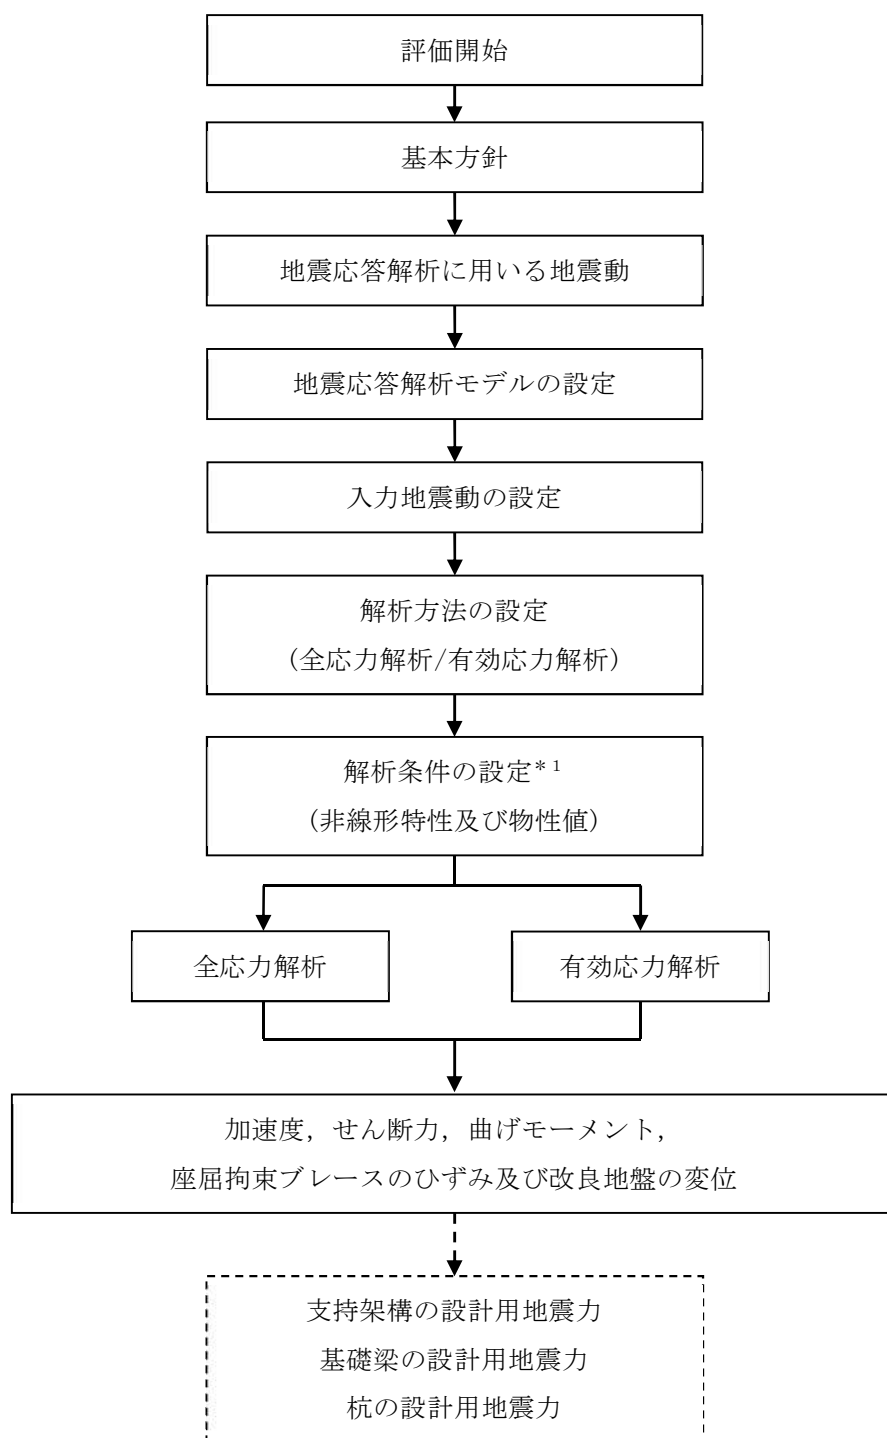 評価開始
基本方針
地震応答解析に用いる地震動
地震応答解析モデルの設定
入力地震動の設定
解析方法の設定
(全応力解析/有効応力解析)
解析条件の設定*1
(非線形特性及び物性値)
全応力解析
有効応力解析
加速度，せん断力，曲げモーメント，
座屈拘束ブレースのひずみ及び改良地盤の変位
支持架構の設計用地震力
基礎梁の設計用地震力
杭の設計用地震力